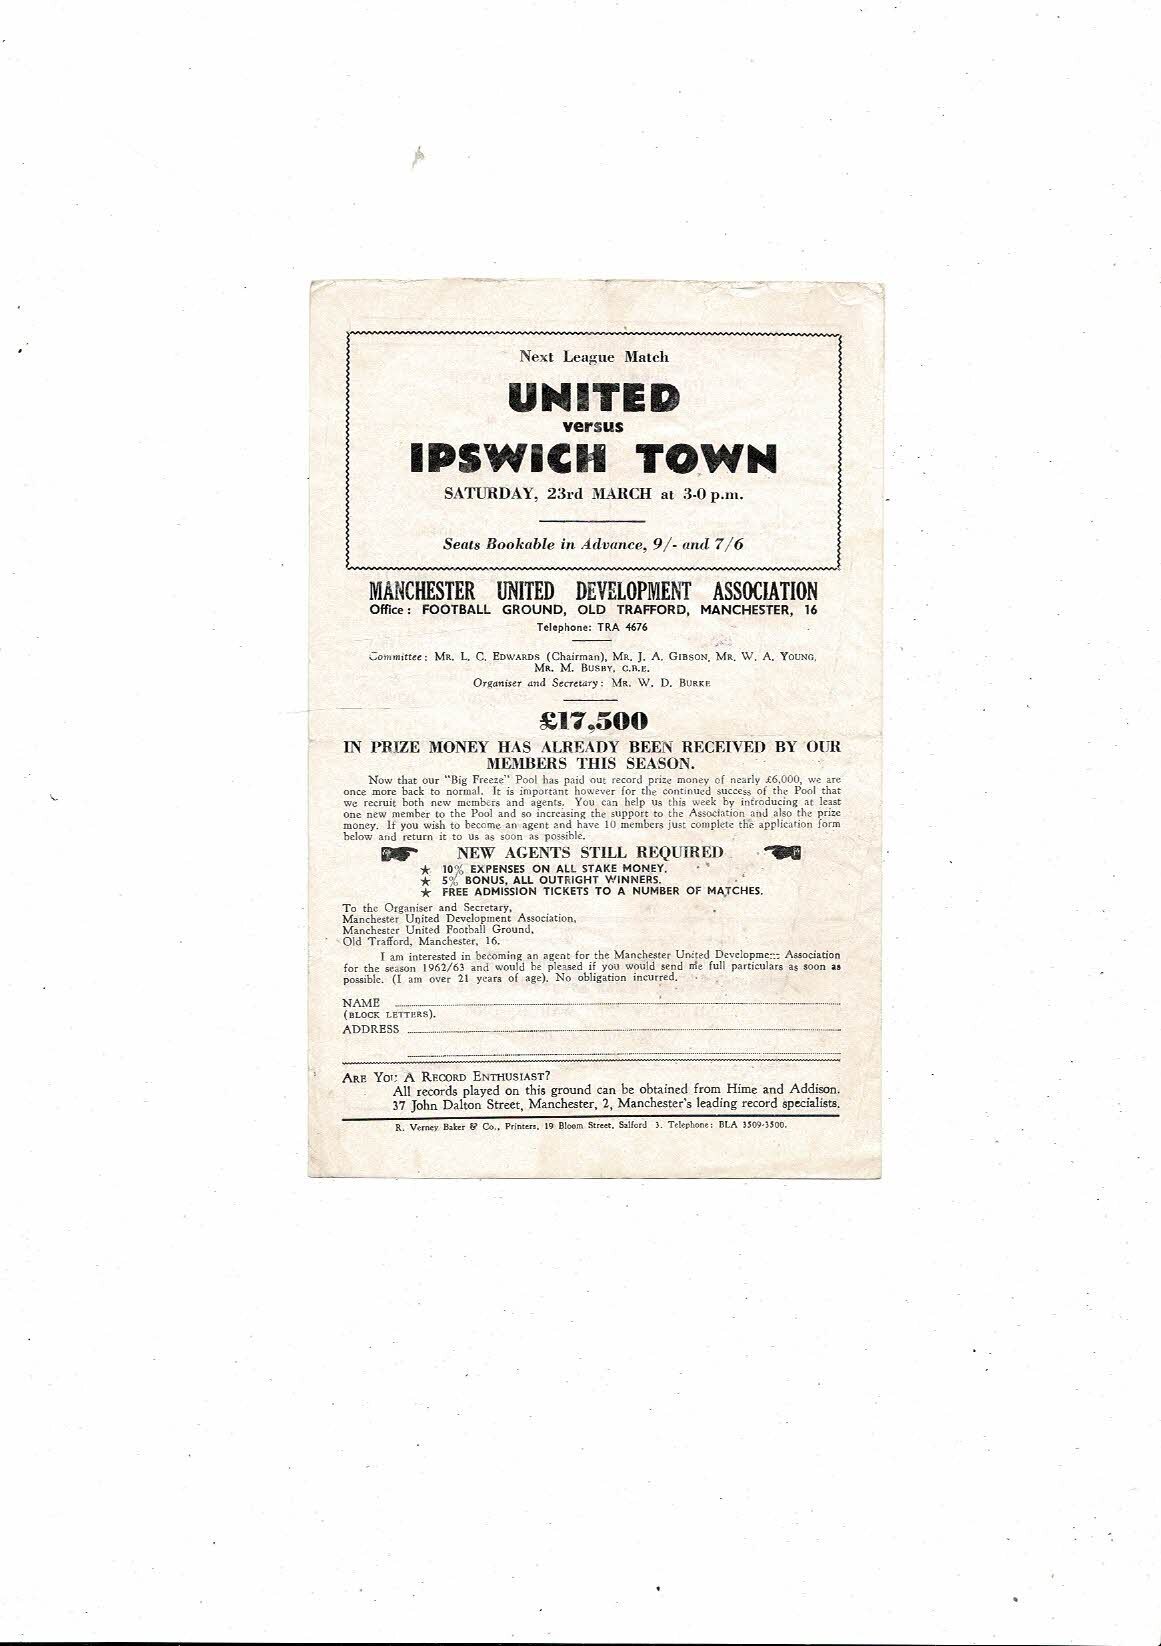 Next League Match
UNITED
versus
IPSWICH TOWN
SATURDAY, 23rd MARCH at 3-0 p.m.
Seats Bookable in Advance, 9/- and 7/6
MANCHESTER UNITED DEVELOPMENT ASSOCIATION
Office: FOOTBALL GROUND, OLD TRAFFORD, MANCHESTER, 16
Telephone: TRA 4676
Committee: MR. L. C. EDWARDS (Chairman), MR. J. A. GIBSON, MR. W. A. YOUNG,
MR. M. BUSBY, C.B.E.
Organiser and Secretary: MR. W. D. BURKE
£17,500
IN PRIZE MONEY HAS ALREADY BEEN RECEIVED BY OUR
MEMBERS THIS SEASON.
Now that our "Big Freeze" Pool has paid out record prize money of nearly £6,000, we are
once more back to normal. It is important however for the continued success of the Pool that
we recruit both new members and agents. You can help us this week by introducing at least
one new member to the Pool and so increasing the support to the Association and also the prize
money. If you wish to become an agent and have 10 members just complete the application form
below and return it to us as soon as possible.
NEW AGENTS STILL REQUIRED
★ 10% EXPENSES ON ALL STAKE MONEY.
★ 5% BONUS, ALL OUTRIGHT WINNERS.
★ FREE ADMISSION TICKETS TO A NUMBER OF MATCHES.
To the Organiser and Secretary,
Manchester United Development Association,
Manchester United Football Ground,
Old Trafford, Manchester, 16.
I am interested in becoming an agent for the Manchester United Development Association
for the season 1962/63 and would be pleased if you would send me full particulars as soon as
possible. (I am over 21 years of age). No obligation incurred.
NAME
(BLOCK LETTERS).
ADDRESS
ARE YOU A RECORD ENTHUSIAST?
All records played on this ground can be obtained from Hime and Addison.
37 John Dalton Street, Manchester, 2, Manchester's leading record specialists.
R. Verney Baker & Co., Printers, 19 Bloom Street, Salford 3. Telephone: BLA 3509-3500.